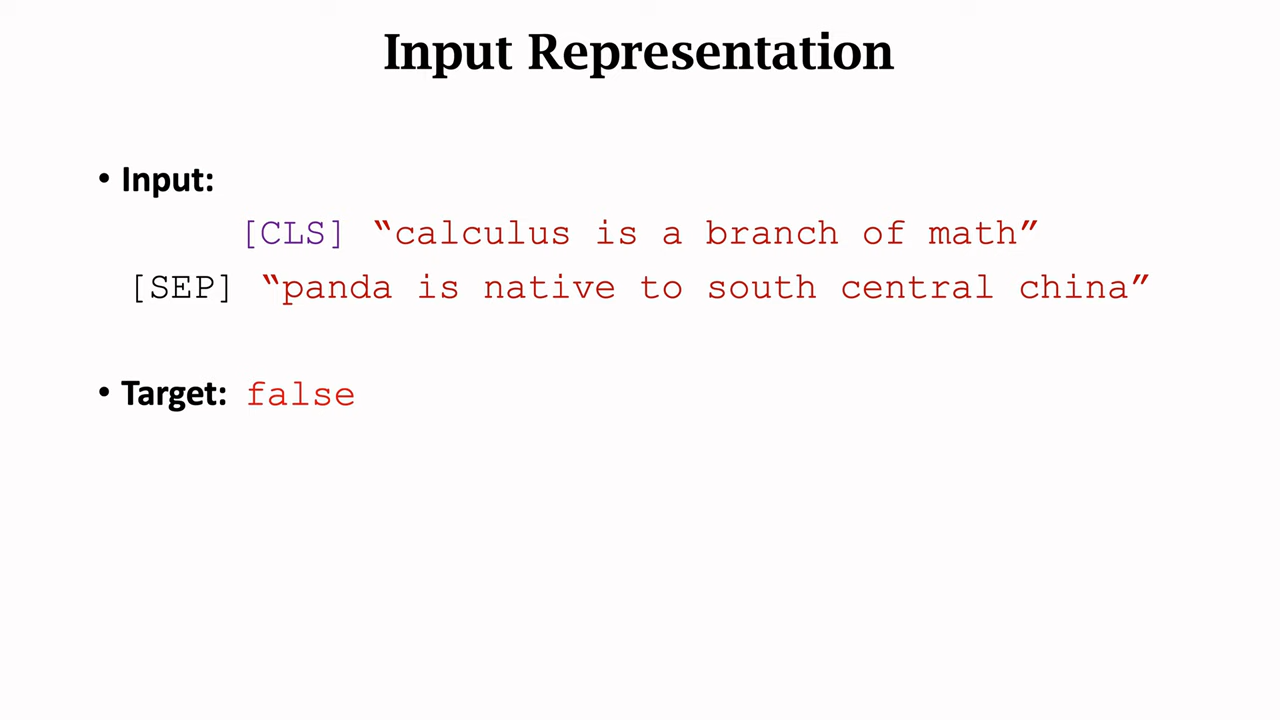 Input Representation
• Input:
[CLS] “calculus is a branch of math”
[SEP] “panda is native to south central china”
• Target: false